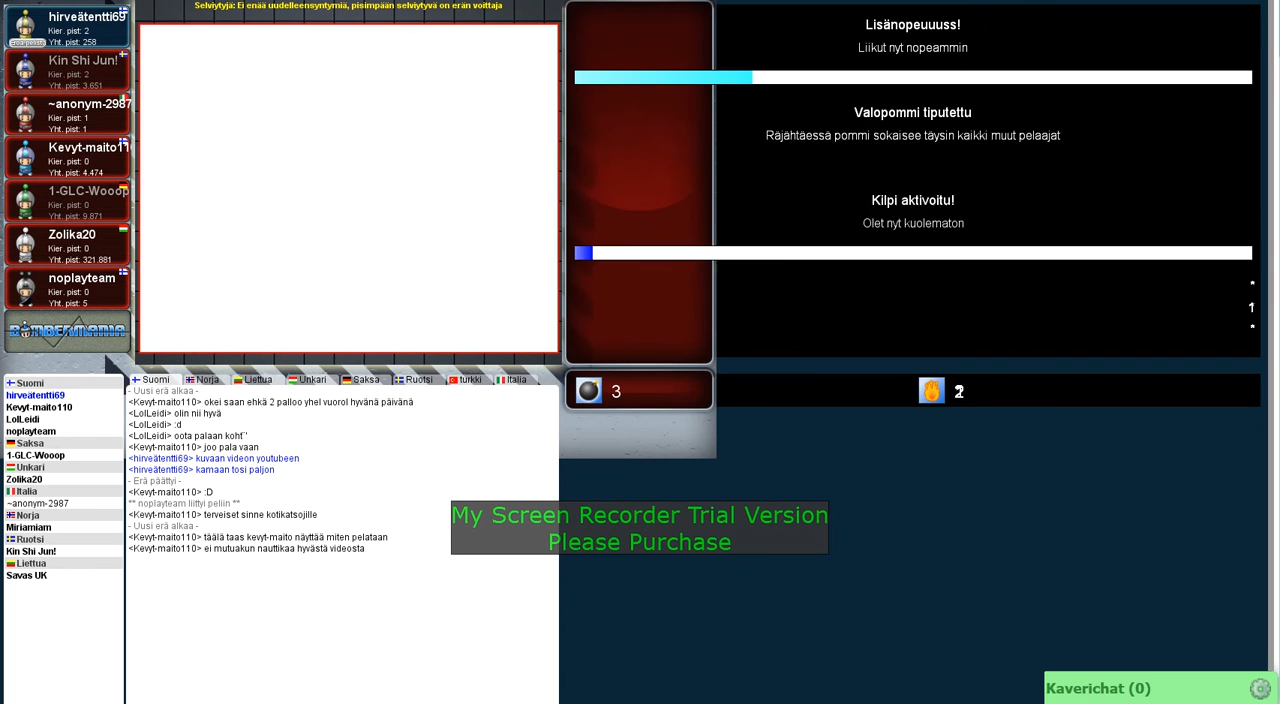 Selviytyjä: Ei enää uudelleensyntymiä, pisimpään selviytyvä on erän voittaja
hirveätentti69
Kier. pist: 2
Yht. pist: 258
Kin Shi Jun!
Kier. pist: 2
Yht. pist: 3.651
~anonym-2987
Kier. pist: 1
Yht. pist: 1
Kevyt-maito11
Kier. pist: 0
Yht. pist: 4.474
1-GLC-Wooop
Kier. pist: 0
Yht. pist: 9.871
Zolika20
Kier. pist: 0
Yht. pist: 321.881
noplayteam
Kier. pist: 0
Yht. pist: 5
BOMBERMANIA
Lisänopeuuuss!
Liikut nyt nopeammin
Valopommi tiputettu
Räjähtäessä pommi sokaisee täysin kaikki muut pelaajat
Kilpi aktivoitu!
Olet nyt kuolematon
*
1
*
3
2
Suomi
hirveätentti69
Kevyt-maito110
LolLeidi
noplayteam
Saksa
1-GLC-Wooop
Unkari
Zolika20
Italia
~anonym-2987
Norja
Miriamiam
Ruotsi
Kin Shi Jun!
Liettua
Savas UK
Suomi Norja Liettua Unkari Saksa Ruotsi turkki Italia
- Uusi erä alkaa -
<Kevyt-maito110> okei saan ehkä 2 palloo yhel vuorol hyvänä päivänä
<LolLeidi> olin nii hyvä
<LolLeidi> :d
<LolLeidi> oota palaan koht¨'
<Kevyt-maito110> joo pala vaan
<hirveätentti69> kuvaan videon youtubeen
<hirveätentti69> kamaan tosi paljon
- Erä päättyi -
<Kevyt-maito110> :D
** noplayteam liittyi peliin **
<Kevyt-maito110> terveiset sinne kotikatsojille
- Uusi erä alkaa -
<Kevyt-maito110> täälä taas kevyt-maito näyttää miten pelataan
<Kevyt-maito110> ei mutuakun nauttikaa hyvästä videosta
My Screen Recorder Trial Version
Please Purchase
Kaverichat (0)